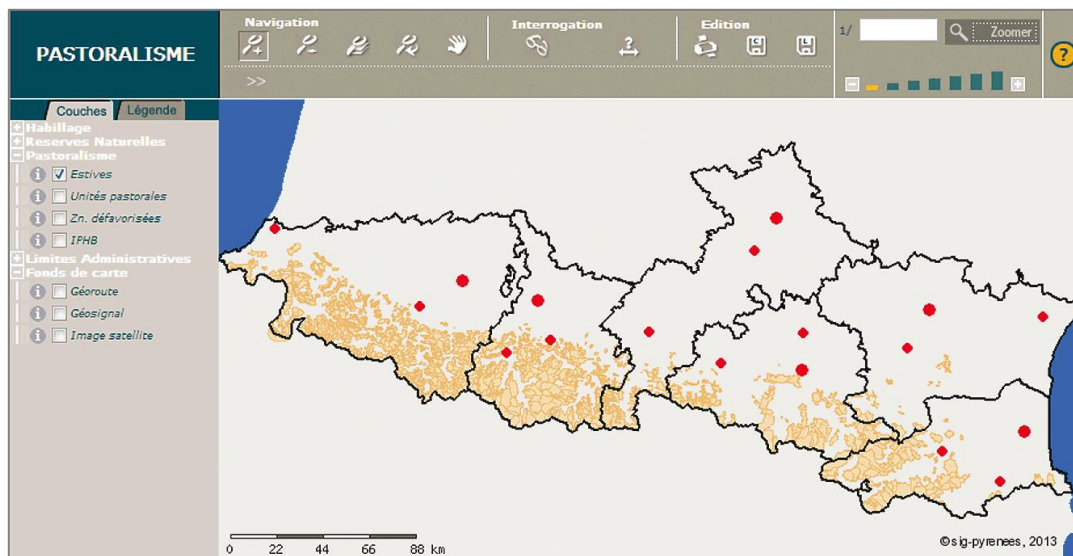 PASTORALISME
Navigation
Interrogation
Edition
?
C
L
1/
Zoomer
?
>>
Couches
Légende
Habillage
Reserves Naturelles
Pastoralisme
i Estives
i Unités pastorales
i Zn. défavorisées
i IPHB
Limites Administratives
Fonds de carte
i Géoroute
i Géosignal
i Image satellite
0 22 44 66 88 km
©sig-pyrenees, 2013